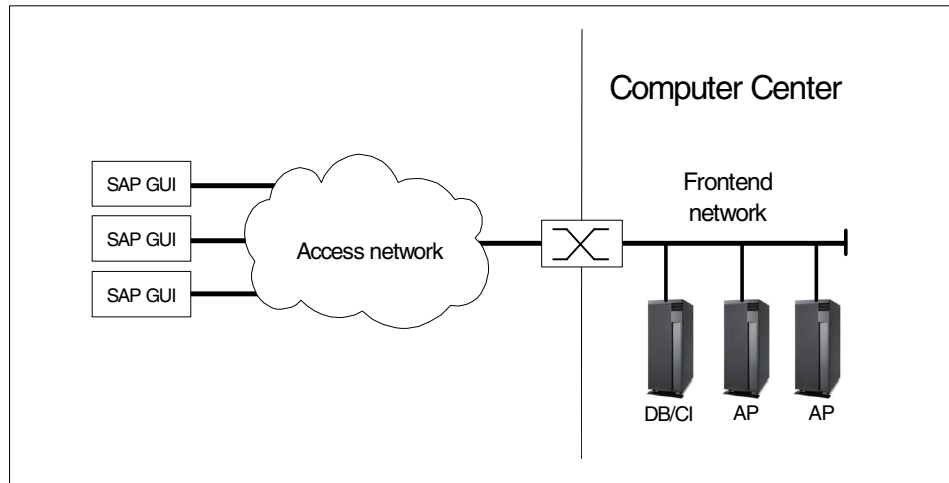 Computer Center
SAP GUI
SAP GUI
SAP GUI
Access network
Frontend
network
DB/CI
AP
AP